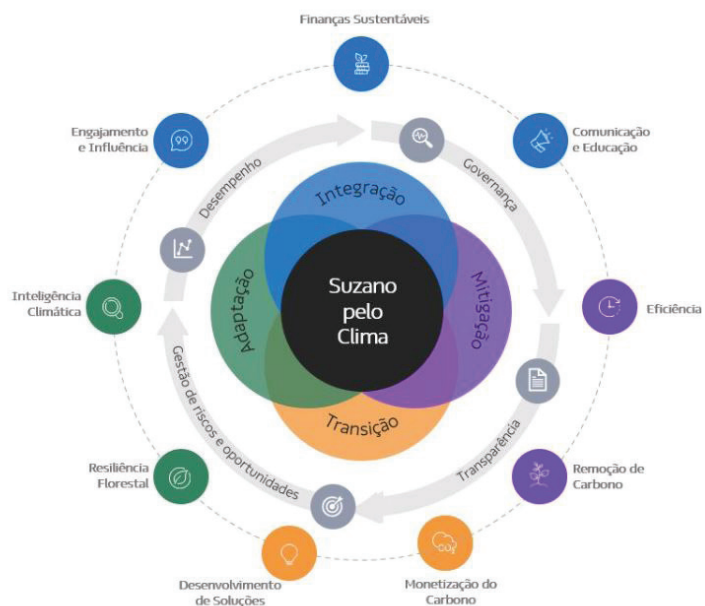 Finanças Sustentáveis
Engajamento
e Influência
Comunicação
e Educação
Desempenho
Governança
Integração
Adaptação
Suzano
pelo
Clima
Mitigação
Inteligência
Climática
Eficiência
Transição
Gestão de riscos e oportunidades
Transparência
Resiliência
Florestal
Remoção de
Carbono
CO₂
Desenvolvimento
de Soluções
Monetização do
Carbono